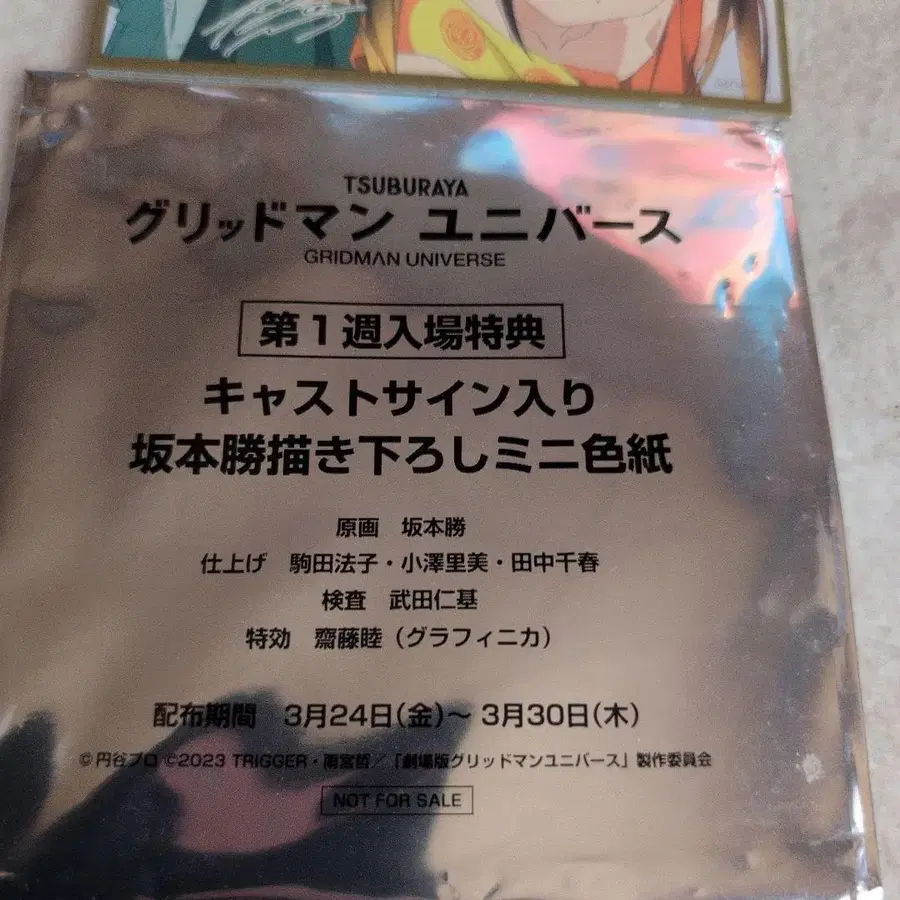 TSUBURAYA
グリッドマン ユニバース
GRIDMAN UNIVERSE
第1週入場特典
キャストサイン入り
坂本勝描き下ろしミニ色紙
原画 坂本勝
仕上げ 駒田法子・小澤里美・田中千春
検査 武田仁基
特効 齋藤睦（グラフィニカ）
配布期間 3月24日(金)～3月30日(木)
©円谷プロ ©2023 TRIGGER・雨宮哲／「劇場版グリッドマンユニバース」製作委員会
NOT FOR SALE